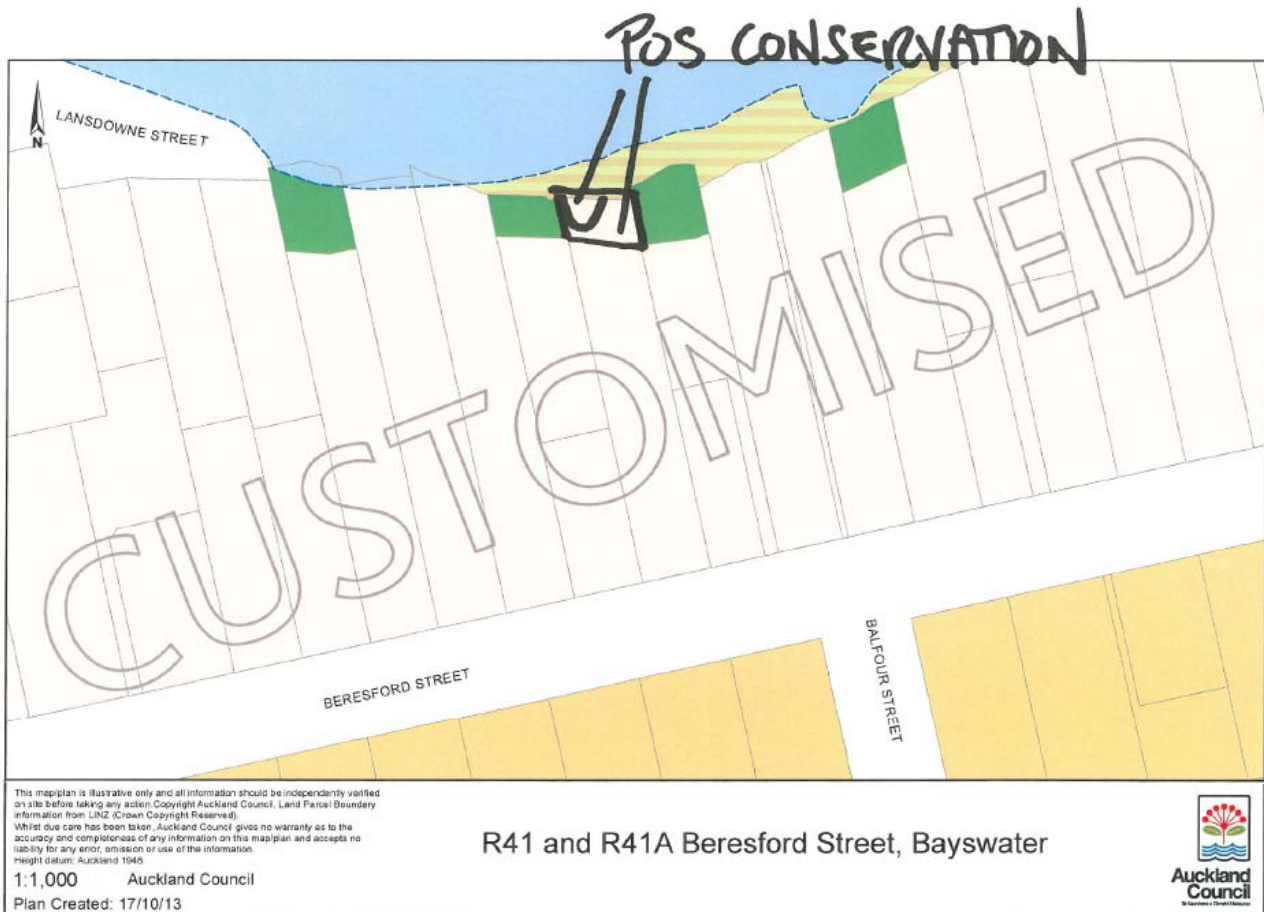 POS CONSERVATION
LANSDOWNE STREET
N
CUSTOMISED
BERESFORD STREET
BALFOUR STREET
This map/plan is illustrative only and all information should be independently verified
on site before taking any action. Copyright Auckland Council. Land Parcel Boundary
information from LINZ (Crown Copyright Reserved).
Whilst due care has been taken, Auckland Council gives no warranty as to the
accuracy and completeness of any information on this map/plan and accepts no
liability for any error, omission or use of the information.
Height datum: Auckland 1946
1:1,000 Auckland Council
Plan Created: 17/10/13
R41 and R41A Beresford Street, Bayswater
Auckland
Council